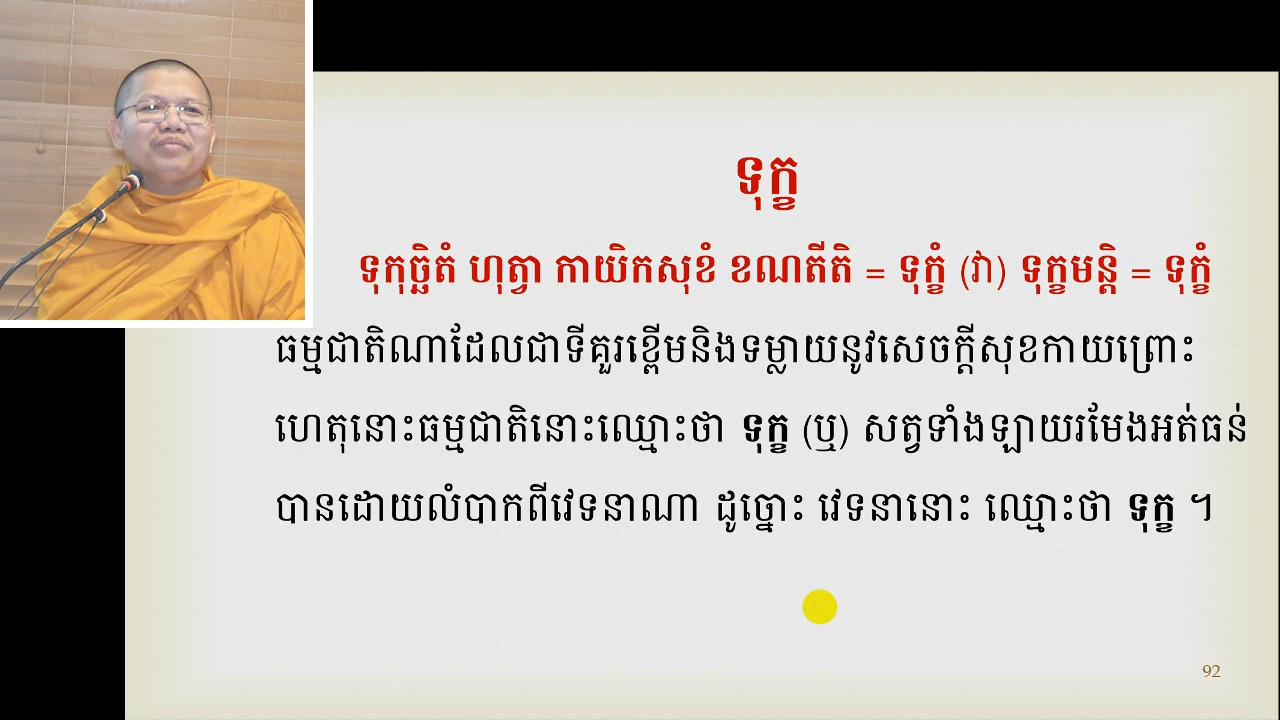 ទុក្ខ
ទុកុច្ឆិតំ ហុត្វា កាយិកសុខំ ខណតីតិ = ទុក្ខំ (វា) ទុក្ខមន្តិ = ទុក្ខំ
ធម្មជាតិណាដែលជាទីគួរខ្ពើមនិងទម្លាយនូវសេចក្តីសុខកាយព្រោះ
ហេតុនោះធម្មជាតិនោះឈ្មោះថា ទុក្ខ (ឬ) សត្វទាំងឡាយរមែងអត់ធន់
បានដោយលំបាកពីវេទនាណា ដូច្នោះ វេទនានោះ ឈ្មោះថា ទុក្ខ ។
92